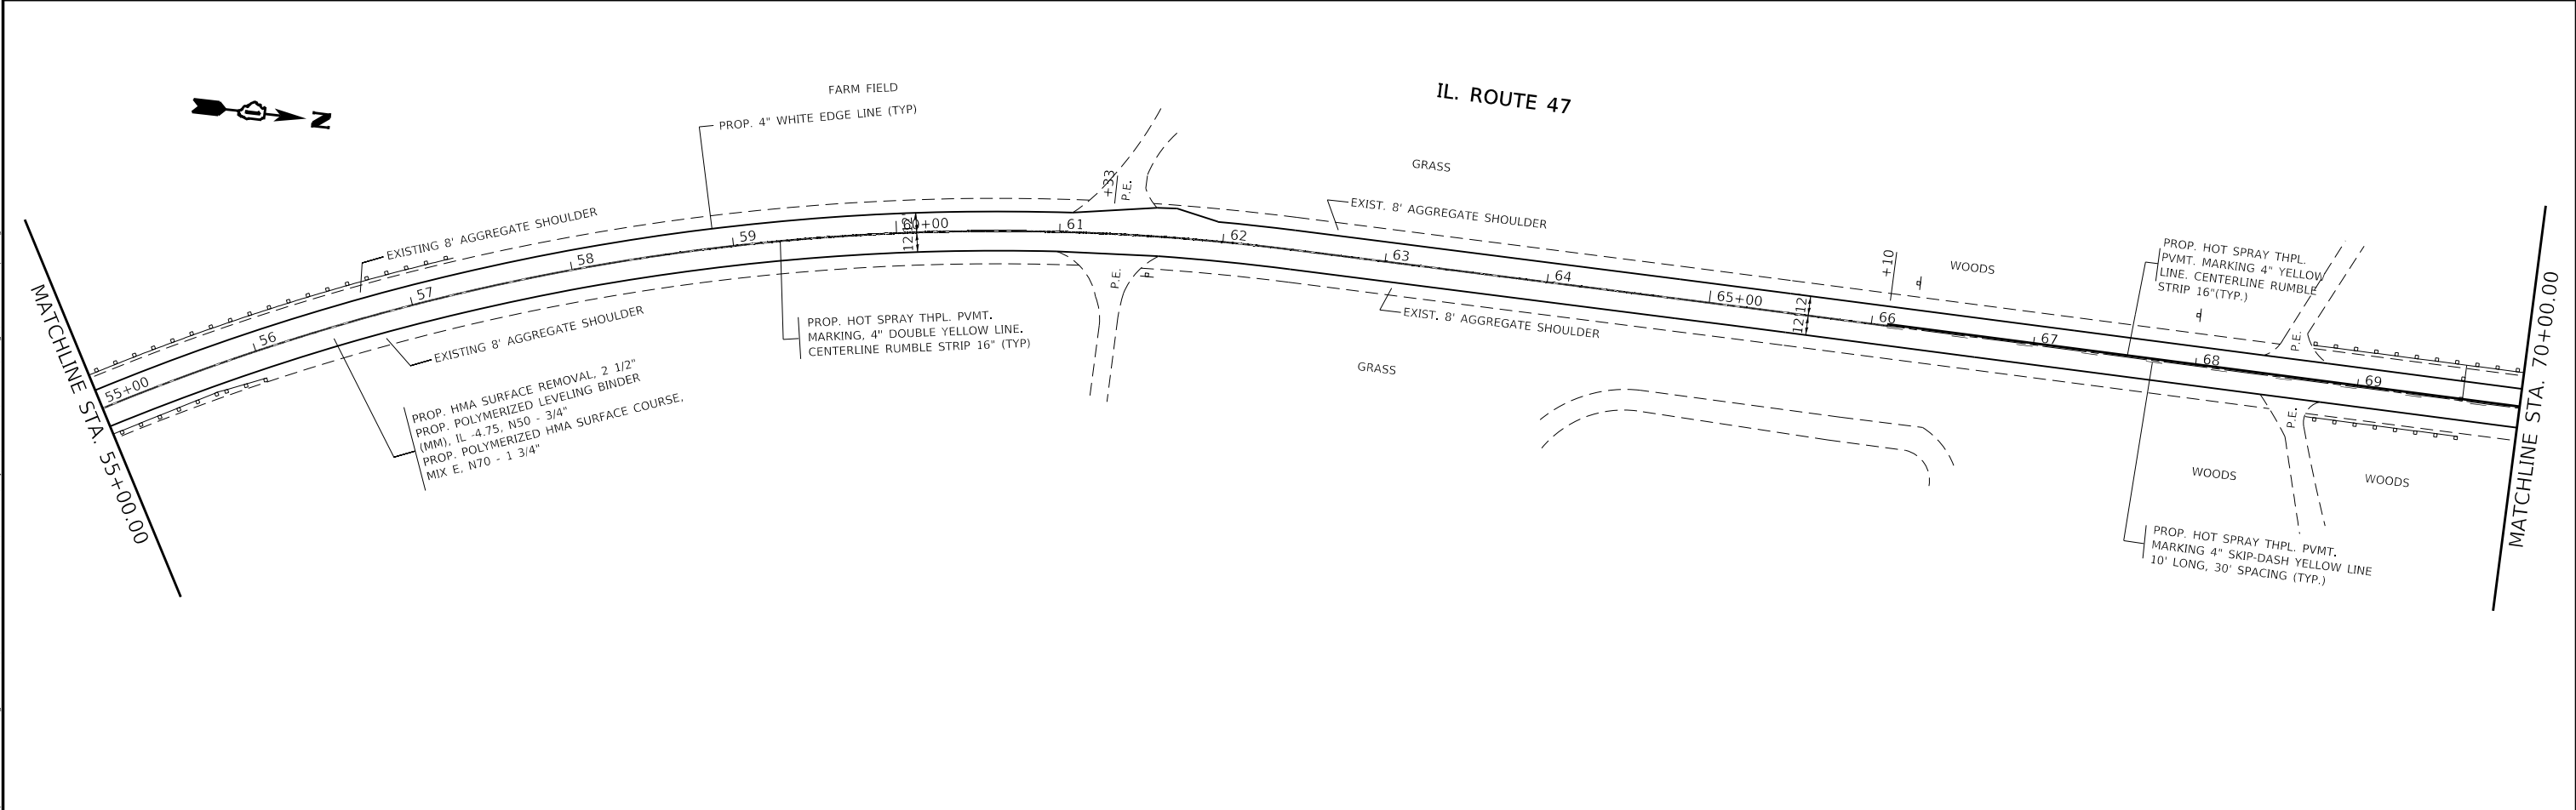 IL. ROUTE 47
N
FARM FIELD
PROP. 4" WHITE EDGE LINE (TYP)
EXISTING 8' AGGREGATE SHOULDER
+33
P.E.
GRASS
EXIST. 8' AGGREGATE SHOULDER
+10
WOODS
PROP. HOT SPRAY THPL.
PVMT. MARKING 4" YELLOW
LINE. CENTERLINE RUMBLE
STRIP 16"(TYP.)
P.E.
MATCHLINE STA. 55+00.00
55+00
56
57
58
59
60+00
61
62
63
64
65+00
66
67
68
69
12'
12'
12'
12'
MATCHLINE STA. 70+00.00
EXISTING 8' AGGREGATE SHOULDER
PROP. HMA SURFACE REMOVAL, 2 1/2"
PROP. POLYMERIZED LEVELING BINDER
(MM), IL -4.75, N50 - 3/4"
PROP. POLYMERIZED HMA SURFACE COURSE,
MIX E, N70 - 1 3/4"
PROP. HOT SPRAY THPL. PVMT.
MARKING, 4" DOUBLE YELLOW LINE.
CENTERLINE RUMBLE STRIP 16" (TYP)
P.E.
EXIST. 8' AGGREGATE SHOULDER
GRASS
P.E.
WOODS
WOODS
PROP. HOT SPRAY THPL. PVMT.
MARKING 4" SKIP-DASH YELLOW LINE
10' LONG, 30' SPACING (TYP.)